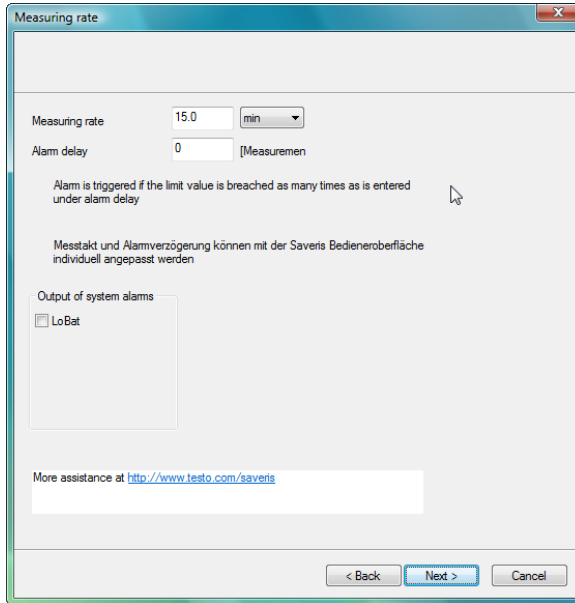 Measuring rate
Measuring rate 15.0 min
Alarm delay 0 [Measuremen
Alarm is triggered if the limit value is breached as many times as is entered
under alarm delay
Messtakt und Alarmverzögerung können mit der Saveris Bedieneroberfläche
individuell angepasst werden
Output of system alarms
LoBat
More assistance at http://www.testo.com/saveris
< Back Next > Cancel